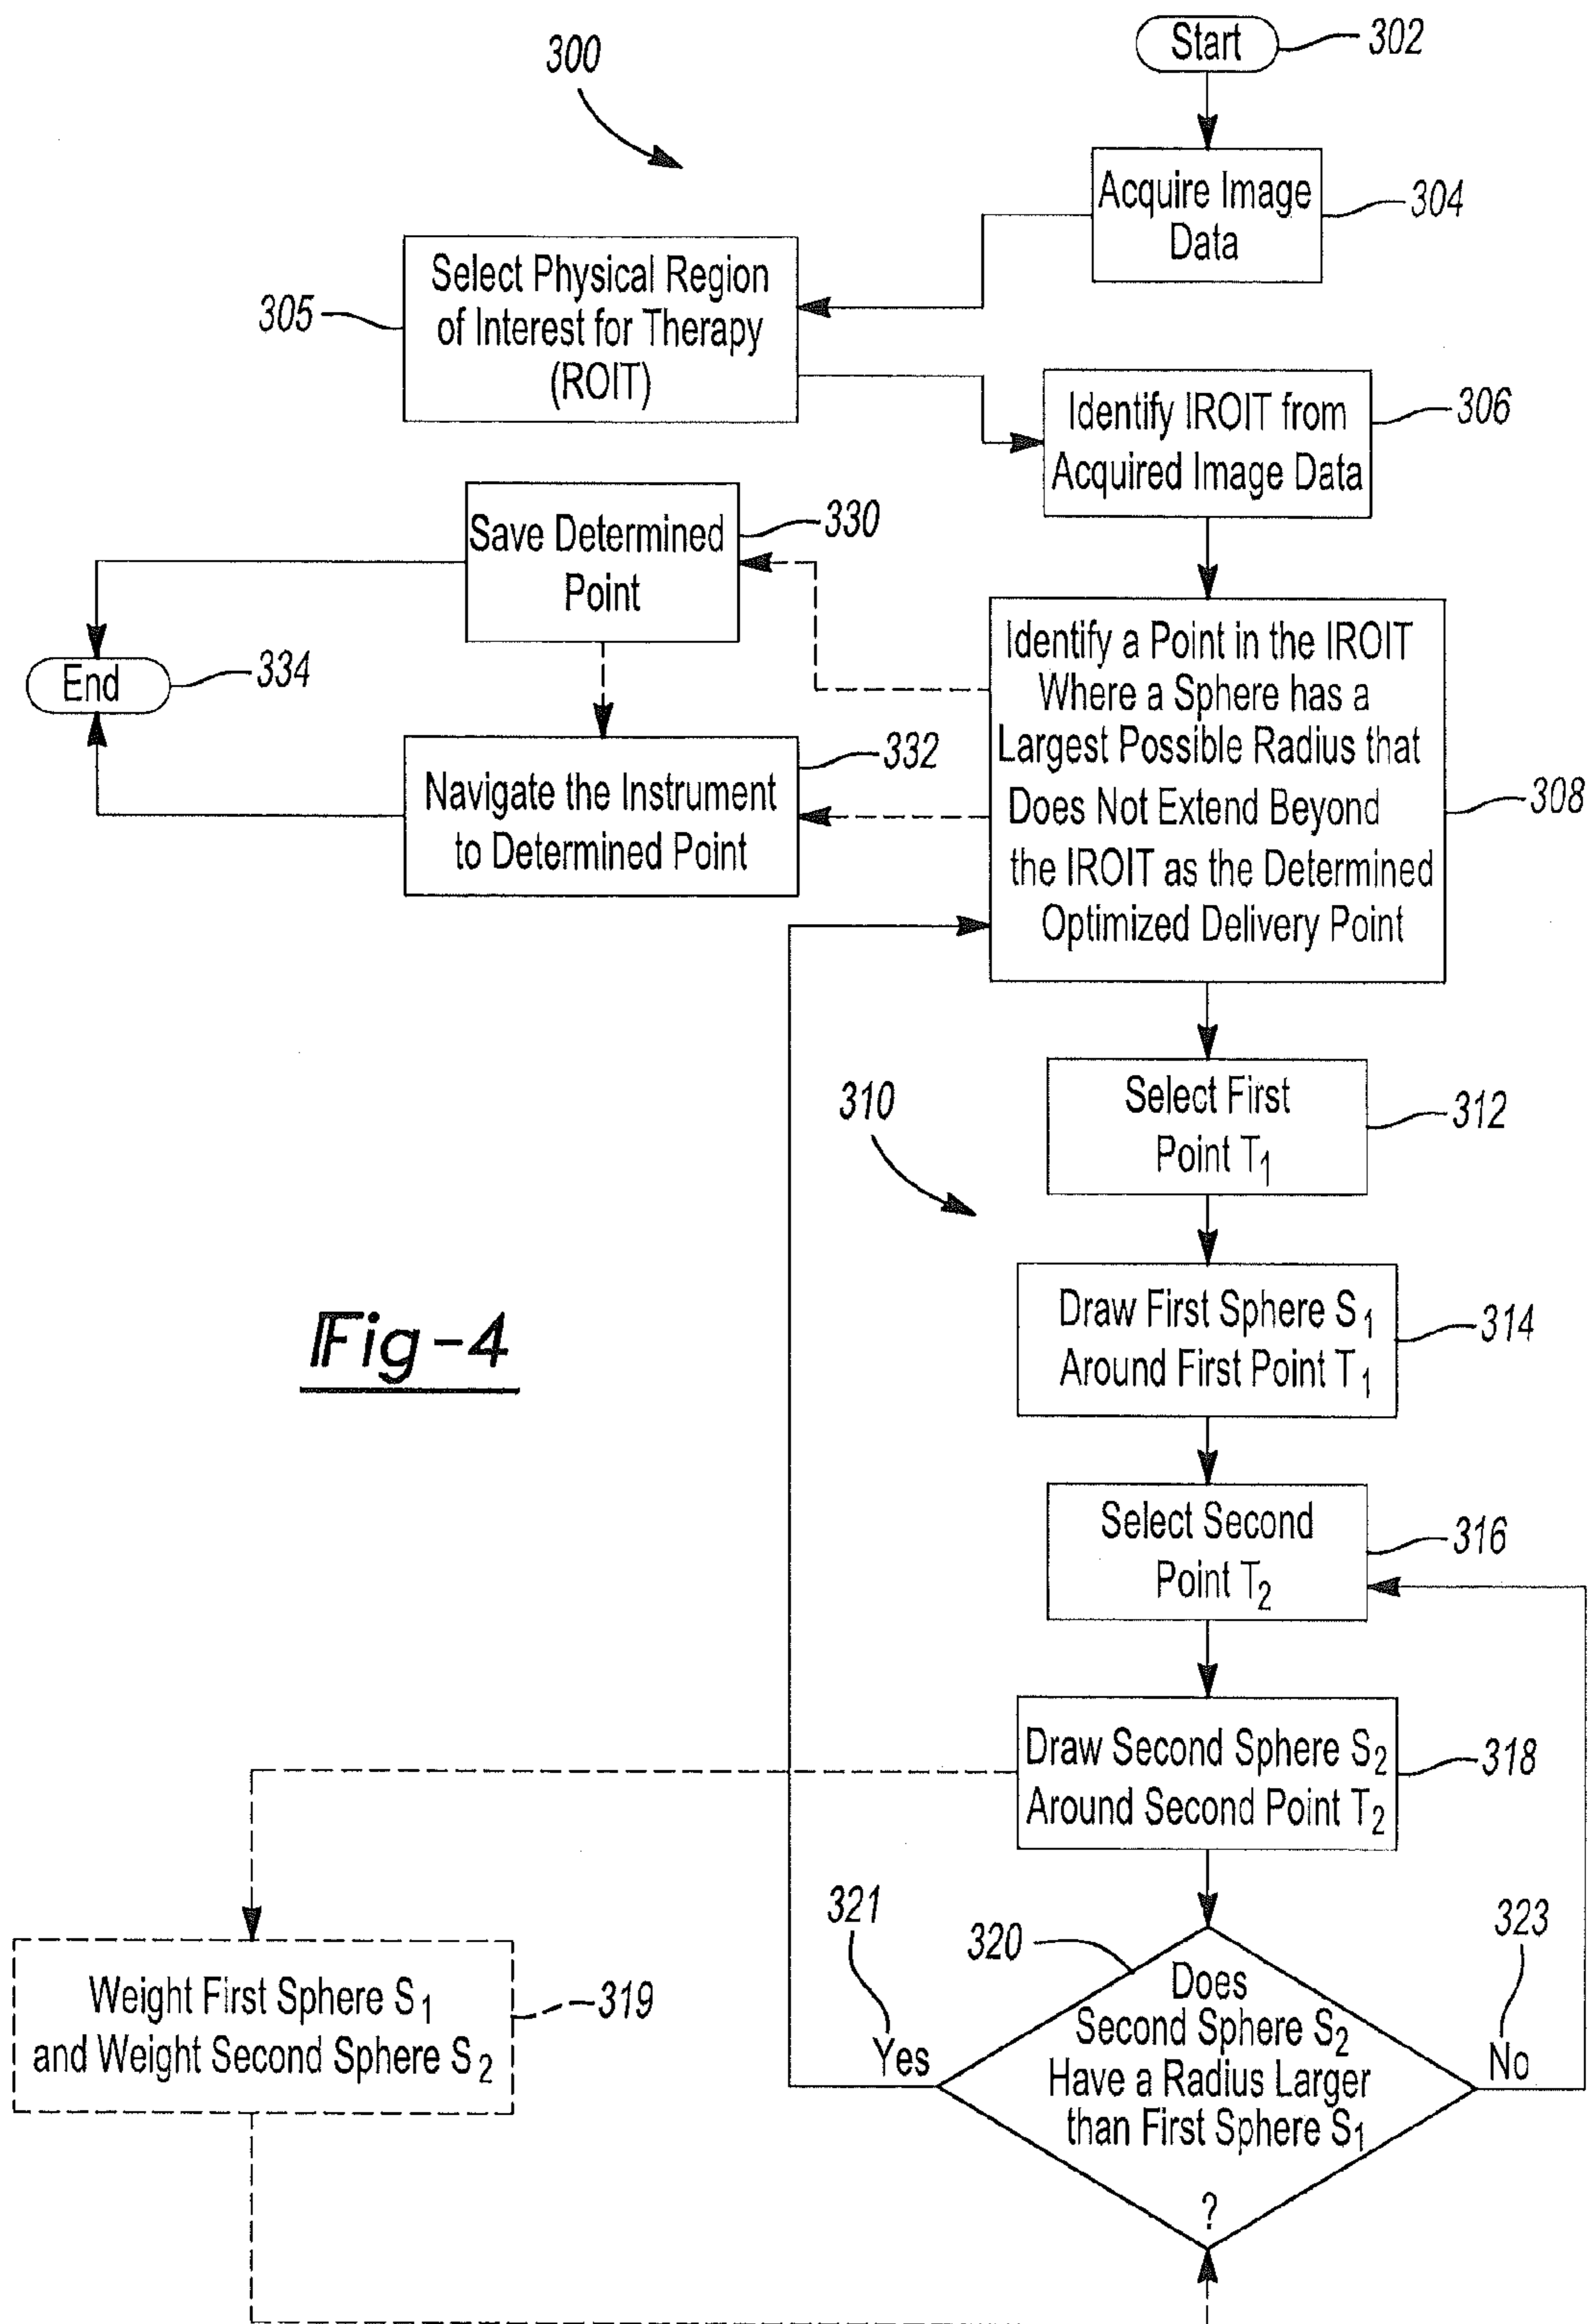 Start
302
300
Acquire Image
Data
304
Select Physical Region
of Interest for Therapy
(ROIT)
305
Identify IROIT from
Acquired Image Data
306
Save Determined
Point
330
End
334
Navigate the Instrument
to Determined Point
332
Identify a Point in the IROIT
Where a Sphere has a
Largest Possible Radius that
Does Not Extend Beyond
the IROIT as the Determined
Optimized Delivery Point
308
310
Select First
Point T1
312
Draw First Sphere S1
Around First Point T1
314
Fig-4
Select Second
Point T2
316
Draw Second Sphere S2
Around Second Point T2
318
Weight First Sphere S1
and Weight Second Sphere S2
319
321
Yes
320
Does
Second Sphere S2
Have a Radius Larger
than First Sphere S1
?
323
No